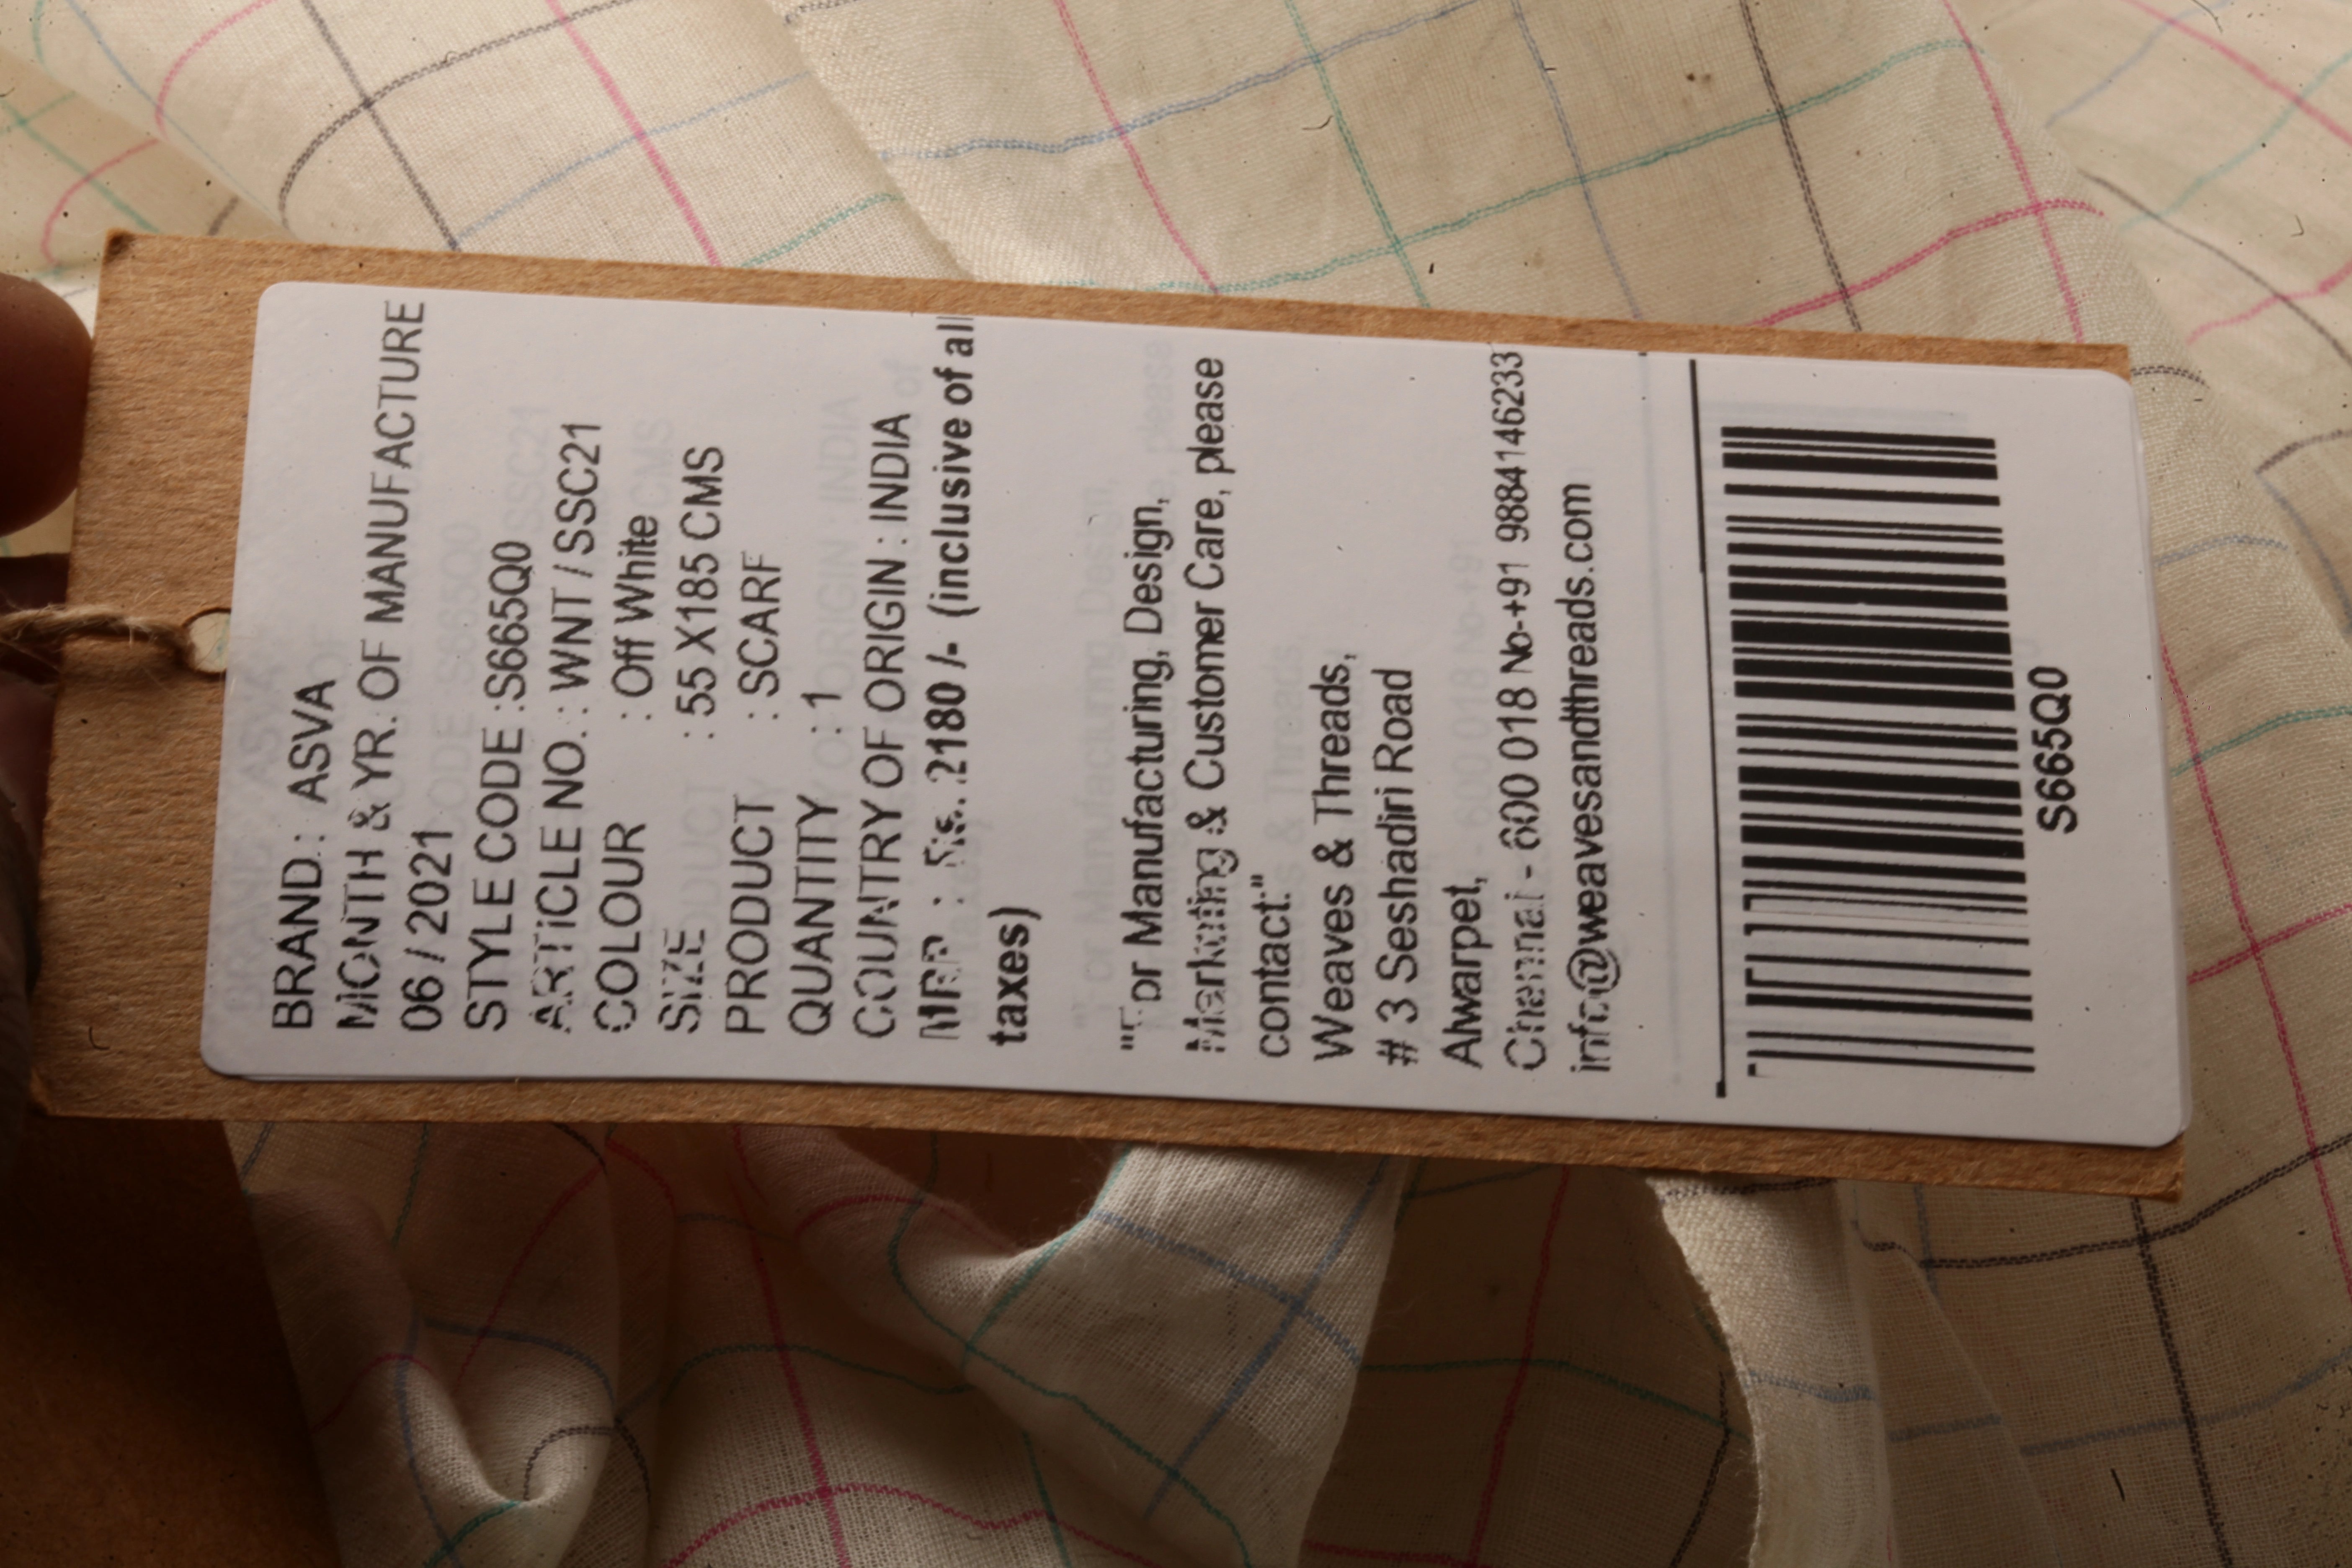 BRAND : ASVA
MONTH & YR. OF MANUFACTURE
06 / 2021
STYLE CODE :S665Q0
ARTICLE NO. : WNT / SSC21
COLOUR : Off White
SIZE : 55 X185 CMS
PRODUCT : SCARF
QUANTITY : 1
COUNTRY OF ORIGIN : INDIA
MRP : Rs. 2180 /- (inclusive of all
taxes)
"For Manufacturing, Design,
Marketing & Customer Care, please
contact."
Weaves & Threads,
# 3 Seshadiri Road
Alwarpet,
Chennai - 600 018 No-+91 9884146233
info@weavesandthreads.com
S665Q0